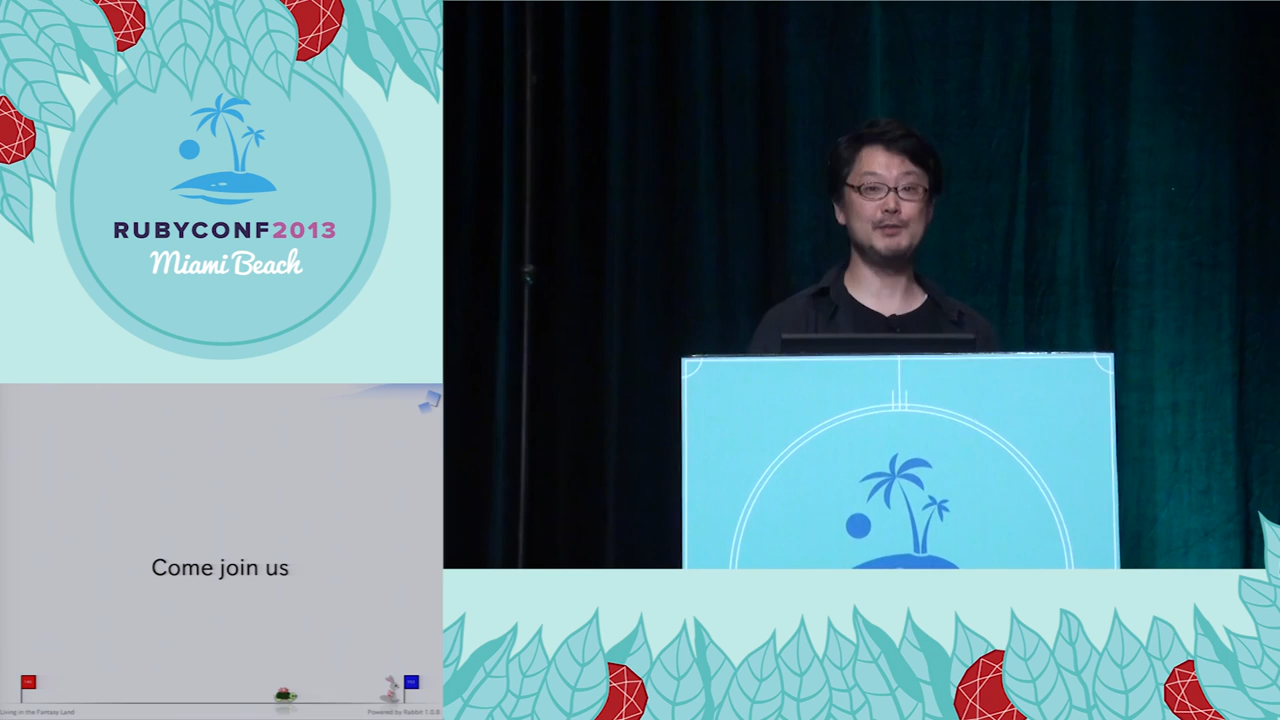 RUBYCONF2013
Miami Beach
Come join us
Living in the Fantasy Land
Powered by Rabbit 1.0.8